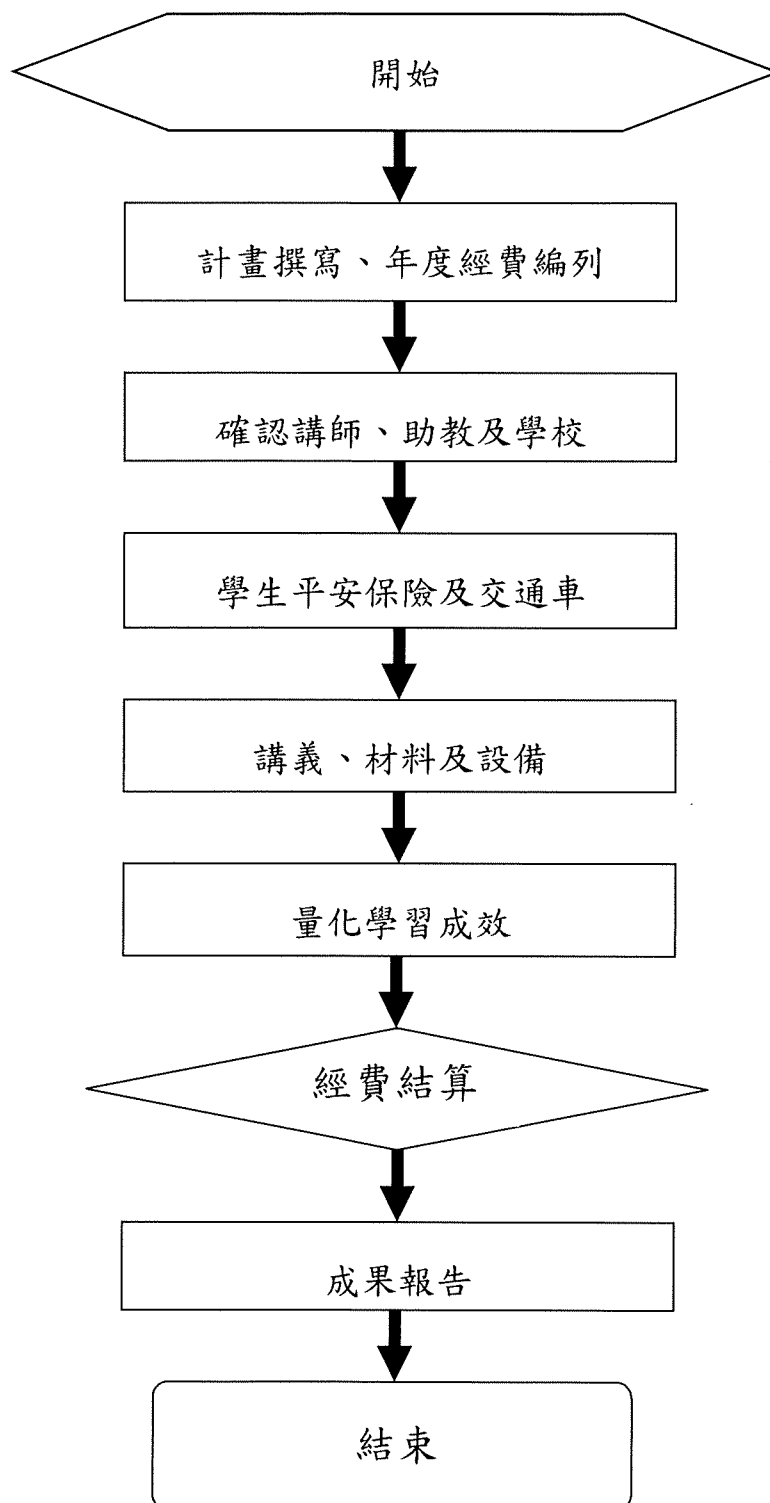 開始
計畫撰寫、年度經費編列
確認講師、助教及學校
學生平安保險及交通車
講義、材料及設備
量化學習成效
經費結算
成果報告
結束